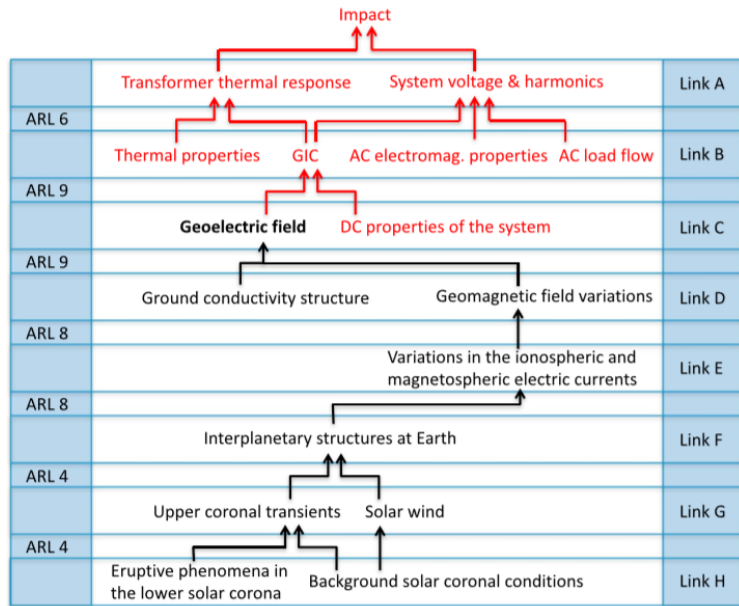 Impact
Transformer thermal response
System voltage & harmonics
Link A
ARL 6
Thermal properties
GIC
AC electromag. properties
AC load flow
Link B
ARL 9
Geoelectric field
DC properties of the system
Link C
ARL 9
Ground conductivity structure
Geomagnetic field variations
Link D
ARL 8
Variations in the ionospheric and
magnetospheric electric currents
Link E
ARL 8
Interplanetary structures at Earth
Link F
ARL 4
Upper coronal transients
Solar wind
Link G
ARL 4
Eruptive phenomena in
the lower solar corona
Background solar coronal conditions
Link H